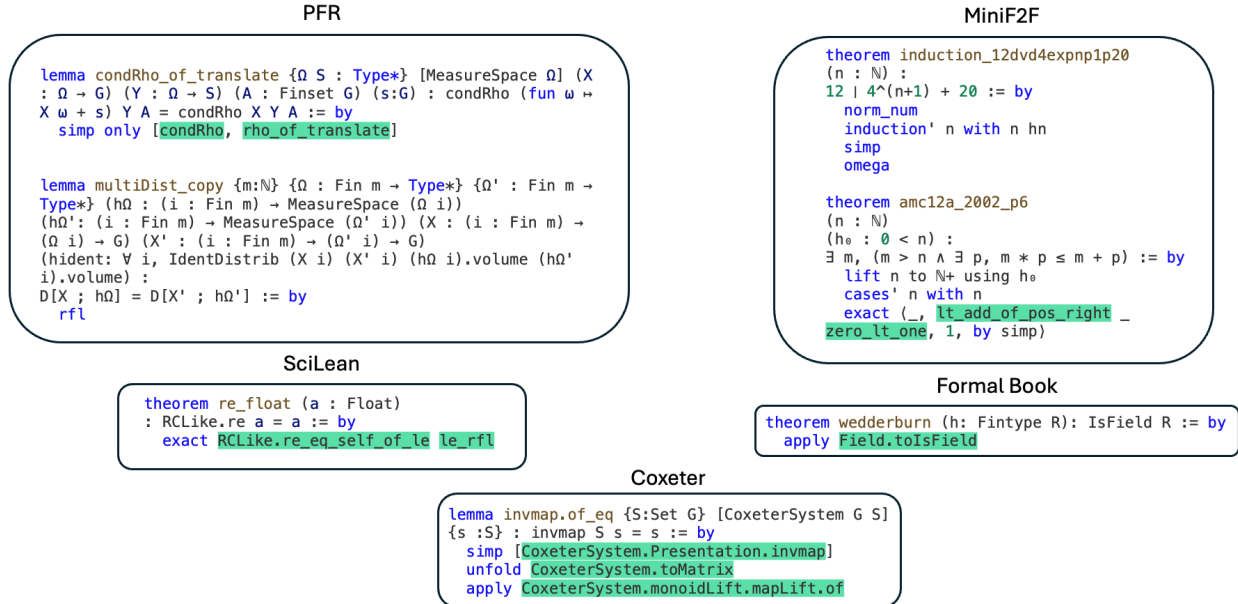 PFR
lemma condRho_of_translate {Ω S : Type*} [MeasureSpace Ω] (X
: Ω → G) (Y : Ω → S) (A : Finset G) (s:G) : condRho (fun ω ↦
X ω + s) Y A = condRho X Y A := by
simp only [condRho, rho_of_translate]
lemma multiDist_copy {m:ℕ} {Ω : Fin m → Type*} {Ω' : Fin m →
Type*} (hΩ : (i : Fin m) → MeasureSpace (Ω i))
(hΩ': (i : Fin m) → MeasureSpace (Ω' i)) (X : (i : Fin m) →
(Ω i) → G) (X' : (i : Fin m) → (Ω' i) → G)
(hident: ∀ i, IdentDistrib (X i) (X' i) (hΩ i).volume (hΩ'
i).volume) :
D[X ; hΩ] = D[X' ; hΩ'] := by
rfl
MiniF2F
theorem induction_12dvd4expnp1p20
(n : ℕ) :
12 ∣ 4^(n+1) + 20 := by
norm_num
induction' n with n hn
simp
omega
theorem amc12a_2002_p6
(n : ℕ)
(h₀ : 0 < n) :
∃ m, (m > n ∧ ∃ p, m * p ≤ m + p) := by
lift n to ℕ+ using h₀
cases' n with n
exact ⟨_, lt_add_of_pos_right _
zero_lt_one, 1, by simp⟩
SciLean
theorem re_float (a : Float)
: RCLike.re a = a := by
exact RCLike.re_eq_self_of_le le_rfl
Formal Book
theorem wedderburn (h: Fintype R): IsField R := by
apply Field.toIsField
Coxeter
lemma invmap.of_eq {S:Set G} [CoxeterSystem G S]
{s :S} : invmap S s = s := by
simp [CoxeterSystem.Presentation.invmap]
unfold CoxeterSystem.toMatrix
apply CoxeterSystem.monoidLift.mapLift.of